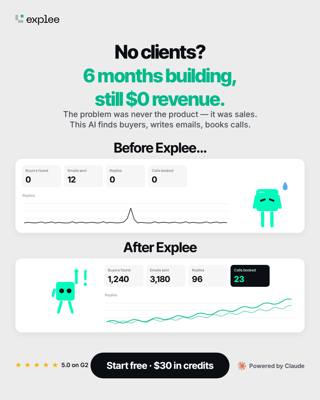 explee
No clients?
6 months building,
still $0 revenue.
The problem was never the product — it was sales.
This AI finds buyers, writes emails, books calls.
Before Explee...
Buyers found Emails sent Replies Calls booked
0 12 0 0
Replies
After Explee
Buyers found Emails sent Replies Calls booked
1,240 3,180 96 23
Replies
★★★★★ 5.0 on G2 Start free · $30 in credits Powered by Claude